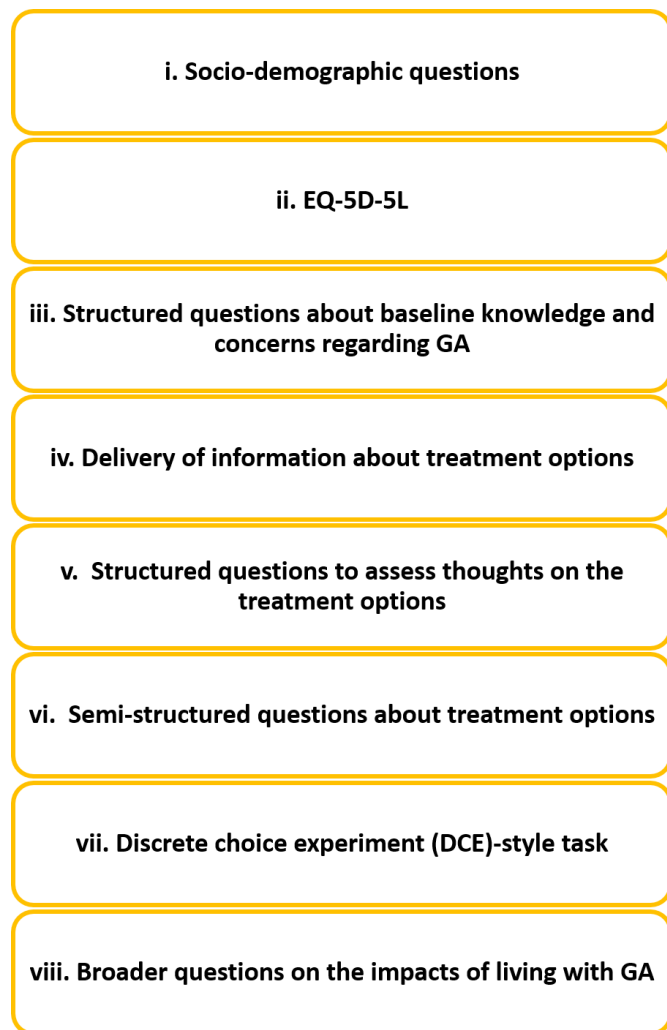 i. Socio-demographic questions
ii. EQ-5D-5L
iii. Structured questions about baseline knowledge and
concerns regarding GA
iv. Delivery of information about treatment options
v.  Structured questions to assess thoughts on the
treatment options
vi.  Semi-structured questions about treatment options
vii. Discrete choice experiment (DCE)-style task
viii. Broader questions on the impacts of living with GA